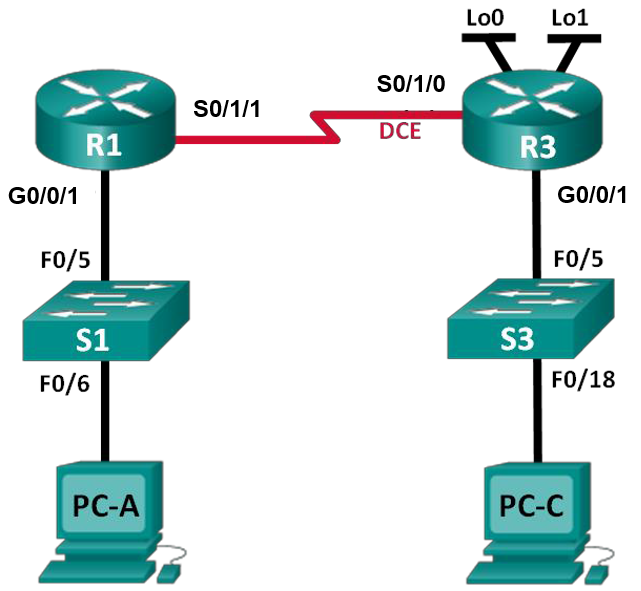 Lo0 Lo1
S0/1/0
S0/1/1
DCE
R1
R3
G0/0/1
G0/0/1
F0/5
F0/5
S1
S3
F0/6
F0/18
PC-A
PC-C